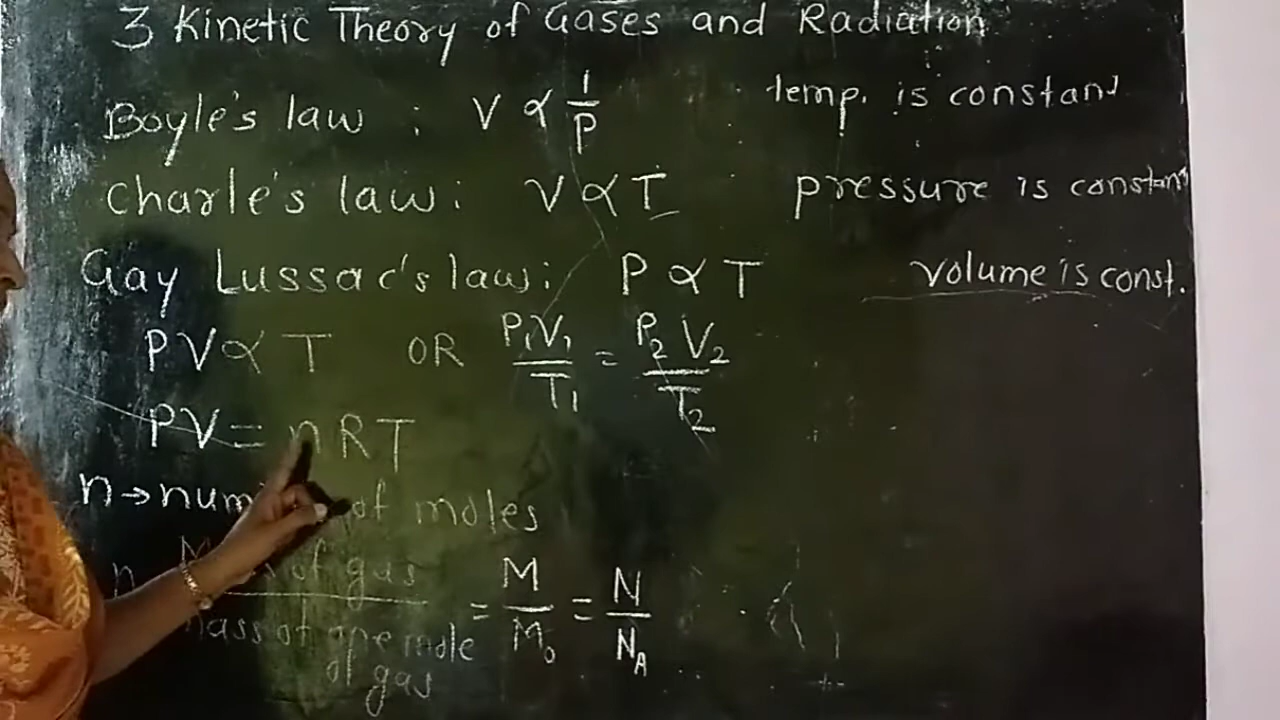 3 Kinetic Theory of Gases and Radiation
Boyle's law : V ∝ 1/P temp. is constant
Charle's law : V ∝ T pressure is constant
Gay Lussac's law : P ∝ T volume is const.
PV ∝ T OR P₁V₁/T₁ = P₂V₂/T₂
PV = nRT
n → num of moles
n of gas / mass of one mole of gas = M/M₀ = N/N_A